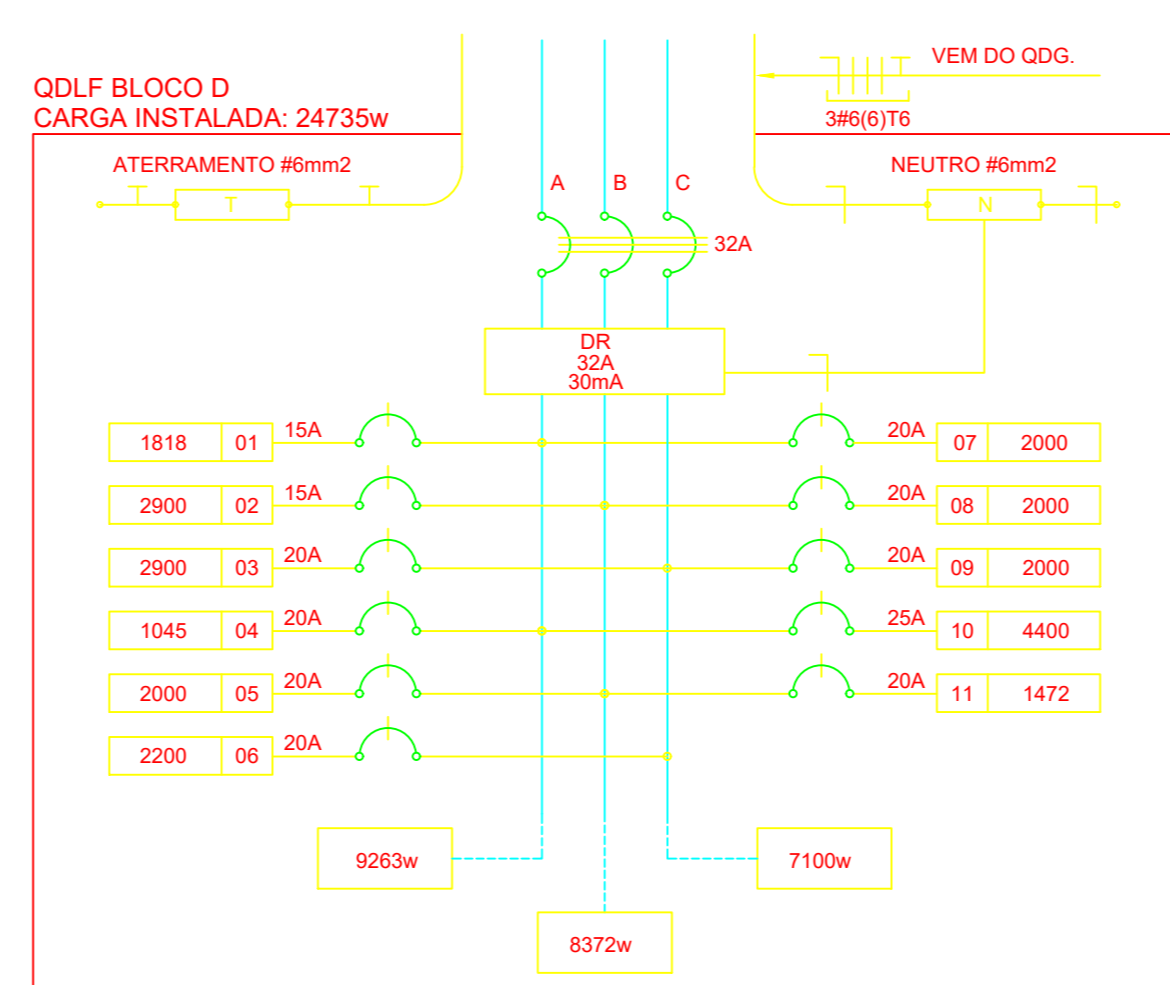 QDLF BLOCO D
CARGA INSTALADA: 24735w
VEM DO QDG.
3#6(6)T6
ATERRAMENTO #6mm2
T
NEUTRO #6mm2
N
A B C
32A
DR
32A
30mA
1818 01 15A
20A 07 2000
2900 02 15A
20A 08 2000
2900 03 20A
20A 09 2000
1045 04 20A
25A 10 4400
2000 05 20A
20A 11 1472
2200 06 20A
9263w
7100w
8372w